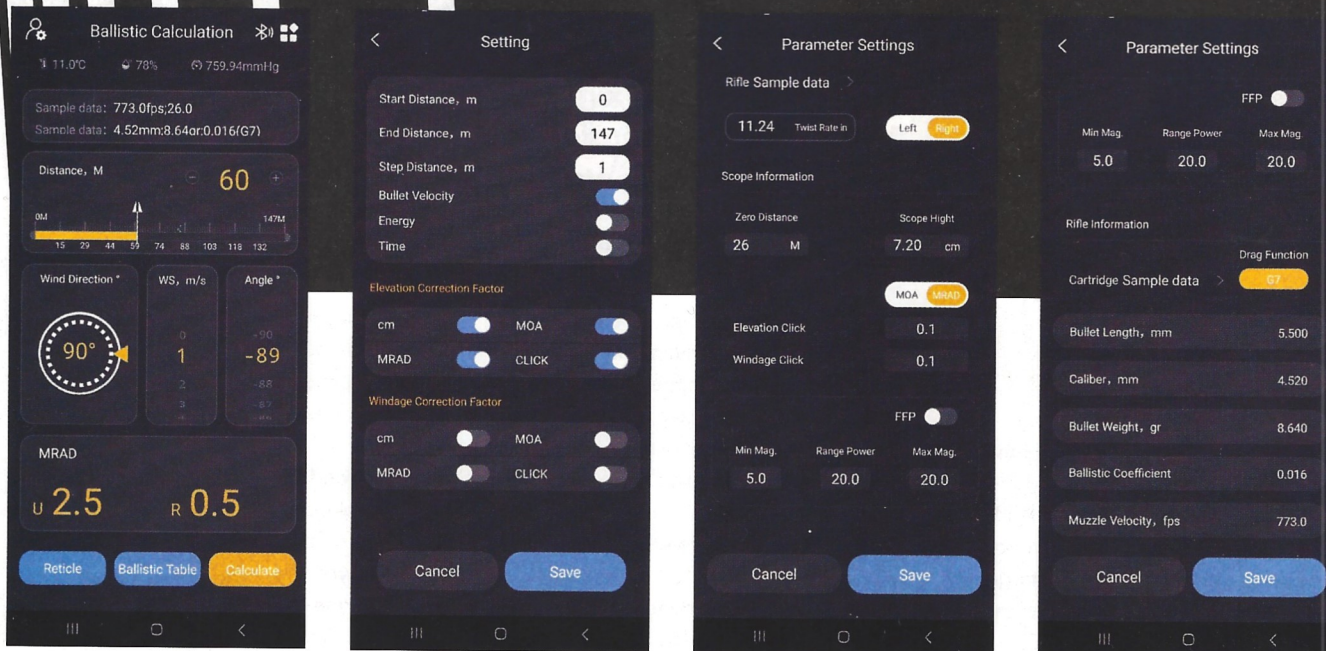 Ballistic Calculation
11.0°C 78% 759.94mmHg
Sample data: 773.0fps;26.0
Sample data: 4.52mm;8.64gr;0.016(G7)
Distance, M
- 60 +
0M 147M
15 29 44 59 74 88 103 118 132
Wind Direction °
90°
WS, m/s
0
1
2
3
Angle °
-90
-89
-88
-87
MRAD
U 2.5 R 0.5
Reticle Ballistic Table Calculate
Setting
Start Distance, m 0
End Distance, m 147
Step Distance, m 1
Bullet Velocity
Energy
Time
Elevation Correction Factor
cm MOA
MRAD CLICK
Windage Correction Factor
cm MOA
MRAD CLICK
Cancel Save
Parameter Settings
Rifle Sample data >
11.24 Twist Rate in Left Right
Scope Information
Zero Distance Scope Hight
26 M 7.20 cm
MOA MRAD
Elevation Click 0.1
Windage Click 0.1
FFP
Min Mag. Range Power Max Mag.
5.0 20.0 20.0
Cancel Save
Parameter Settings
FFP
Min Mag. Range Power Max Mag
5.0 20.0 20.0
Rifle Information
Drag Function
Cartridge Sample data > G7
Bullet Length, mm 5.500
Caliber, mm 4.520
Bullet Weight, gr 8.640
Ballistic Coefficient 0.016
Muzzle Velocity, fps 773.0
Cancel Save